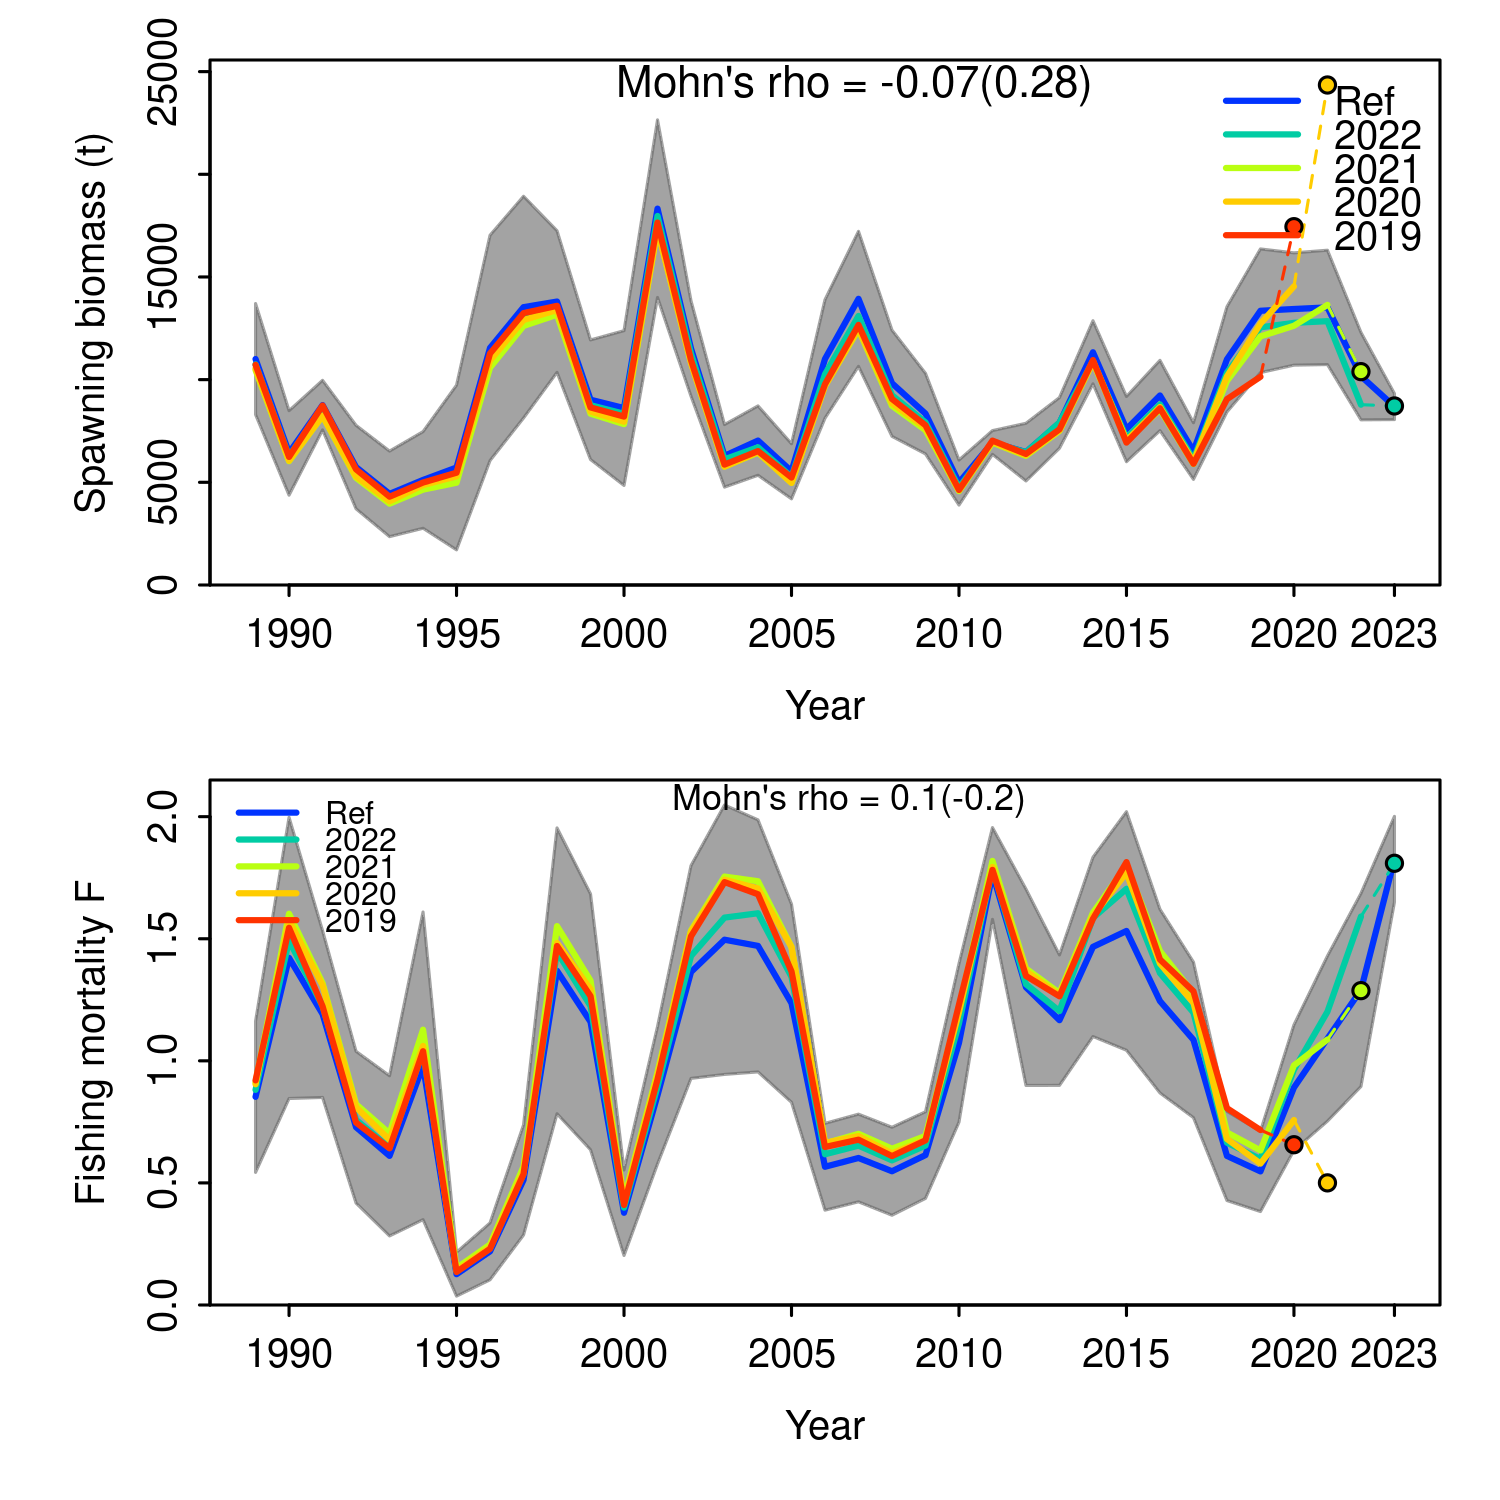 Mohn's rho = -0.07(0.28)
Spawning biomass (t)
0
5000
15000
25000
Ref
2022
2021
2020
2019
1990 1995 2000 2005 2010 2015 2020 2023
Year
Mohn's rho = 0.1(-0.2)
Fishing mortality F
0.0
0.5
1.0
1.5
2.0
Ref
2022
2021
2020
2019
1990 1995 2000 2005 2010 2015 2020 2023
Year